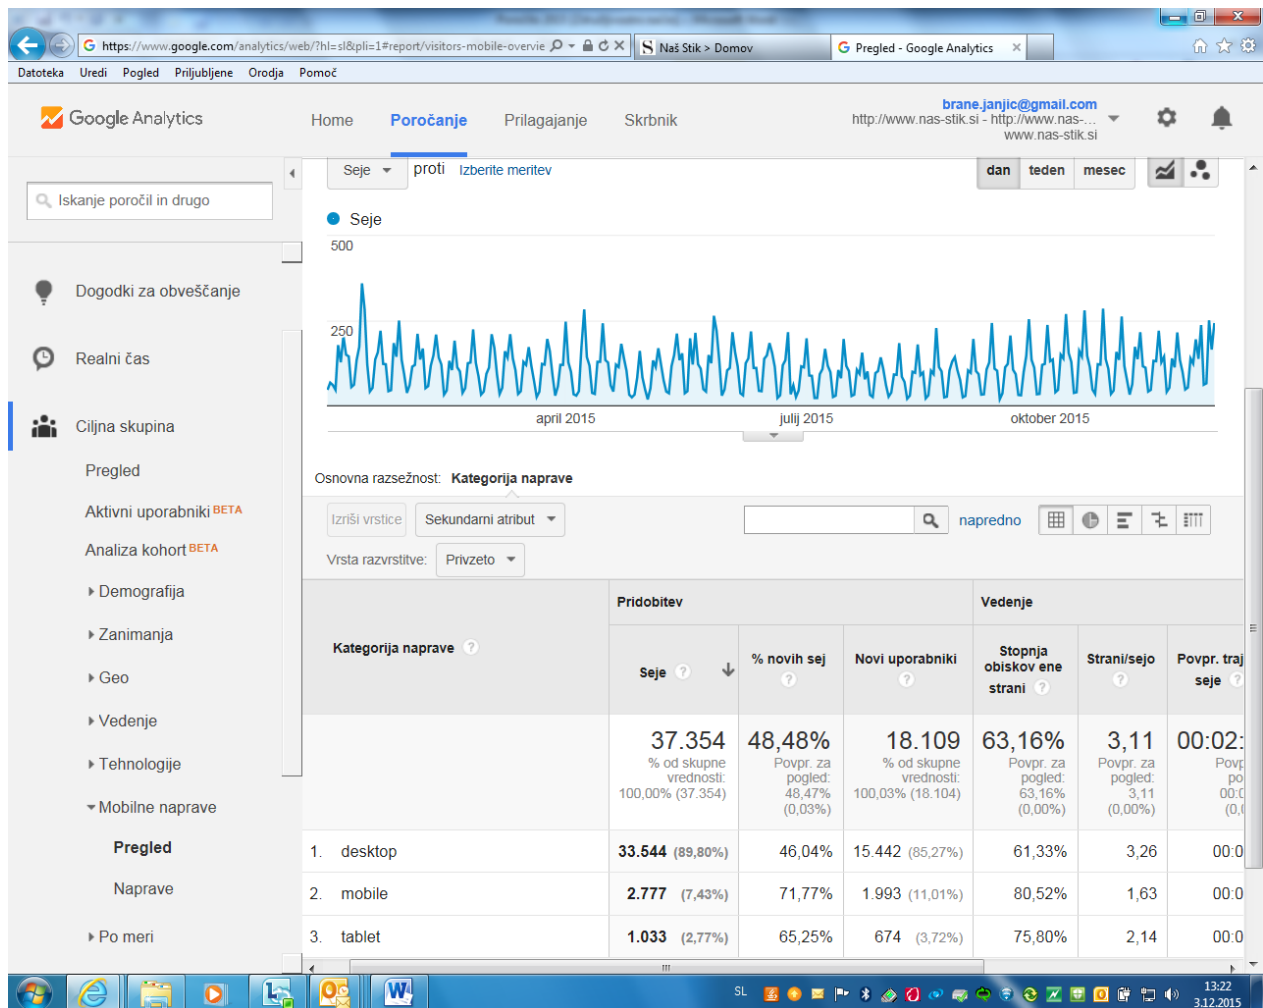 https://www.google.com/analytics/web/?hl=sl&pli=1#report/visitors-mobile-overvie
Naš Stik > Domov
Pregled - Google Analytics
Datoteka Uredi Pogled Priljubljene Orodja Pomoč
Google Analytics
Home Poročanje Prilagajanje Skrbnik
brane.janjic@gmail.com
http://www.nas-stik.si - http://www.nas-...
www.nas-stik.si
Iskanje poročil in drugo
Dogodki za obveščanje
Realni čas
Ciljna skupina
Pregled
Aktivni uporabniki BETA
Analiza kohort BETA
Demografija
Zanimanja
Geo
Vedenje
Tehnologije
Mobilne naprave
Pregled
Naprave
Po meri
Seje proti Izberite meritev
dan teden mesec
Seje
500
250
april 2015 julij 2015 oktober 2015
Osnovna razsežnost: Kategorija naprave
Izriši vrstice Sekundarni atribut napredno
Vrsta razvrstitve: Privzeto
Pridobitev Vedenje
Kategorija naprave ?
Seje ?
% novih sej
?
Novi uporabniki
?
Stopnja
obiskov ene
strani ?
Strani/sejo
?
Povpr. traj
seje ?
37.354
% od skupne
vrednosti:
100,00% (37.354)
48,48%
Povpr. za
pogled:
48,47%
(0,03%)
18.109
% od skupne
vrednosti:
100,03% (18.104)
63,16%
Povpr. za
pogled:
63,16%
(0,00%)
3,11
Povpr. za
pogled:
3,11
(0,00%)
00:02:
1. desktop 33.544 (89,80%) 46,04% 15.442 (85,27%) 61,33% 3,26 00:0
2. mobile 2.777 (7,43%) 71,77% 1.993 (11,01%) 80,52% 1,63 00:0
3. tablet 1.033 (2,77%) 65,25% 674 (3,72%) 75,80% 2,14 00:0
SL
13:22
3.12.2015